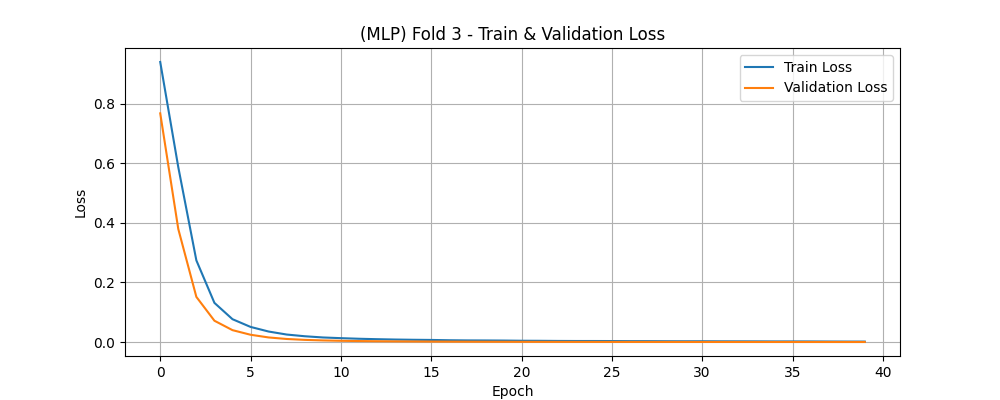 (MLP) Fold 3 - Train & Validation Loss
Train Loss
Validation Loss
Loss
0.8
0.6
0.4
0.2
0.0
0 5 10 15 20 25 30 35 40
Epoch